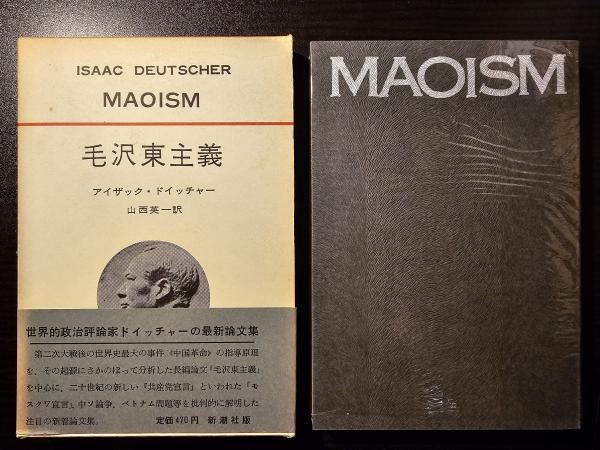 ISAAC DEUTSCHER
MAOISM
毛沢東主義
アイザック・ドイッチャー
山西英一訳
世界的政治評論家ドイッチャーの最新論文集
第二次大戦後の世界史最大の事件《中国革命》の指導原理
を、その起源にさかのぼって分析した長編論文「毛沢東主義」
を中心に、二十世紀の新しい『共産党宣言』といわれた「モ
スクワ宣言」、中ソ論争、ベトナム問題等を批判的に解明した
注目の新評論文集。
定価470円 新潮社版
MAOISM